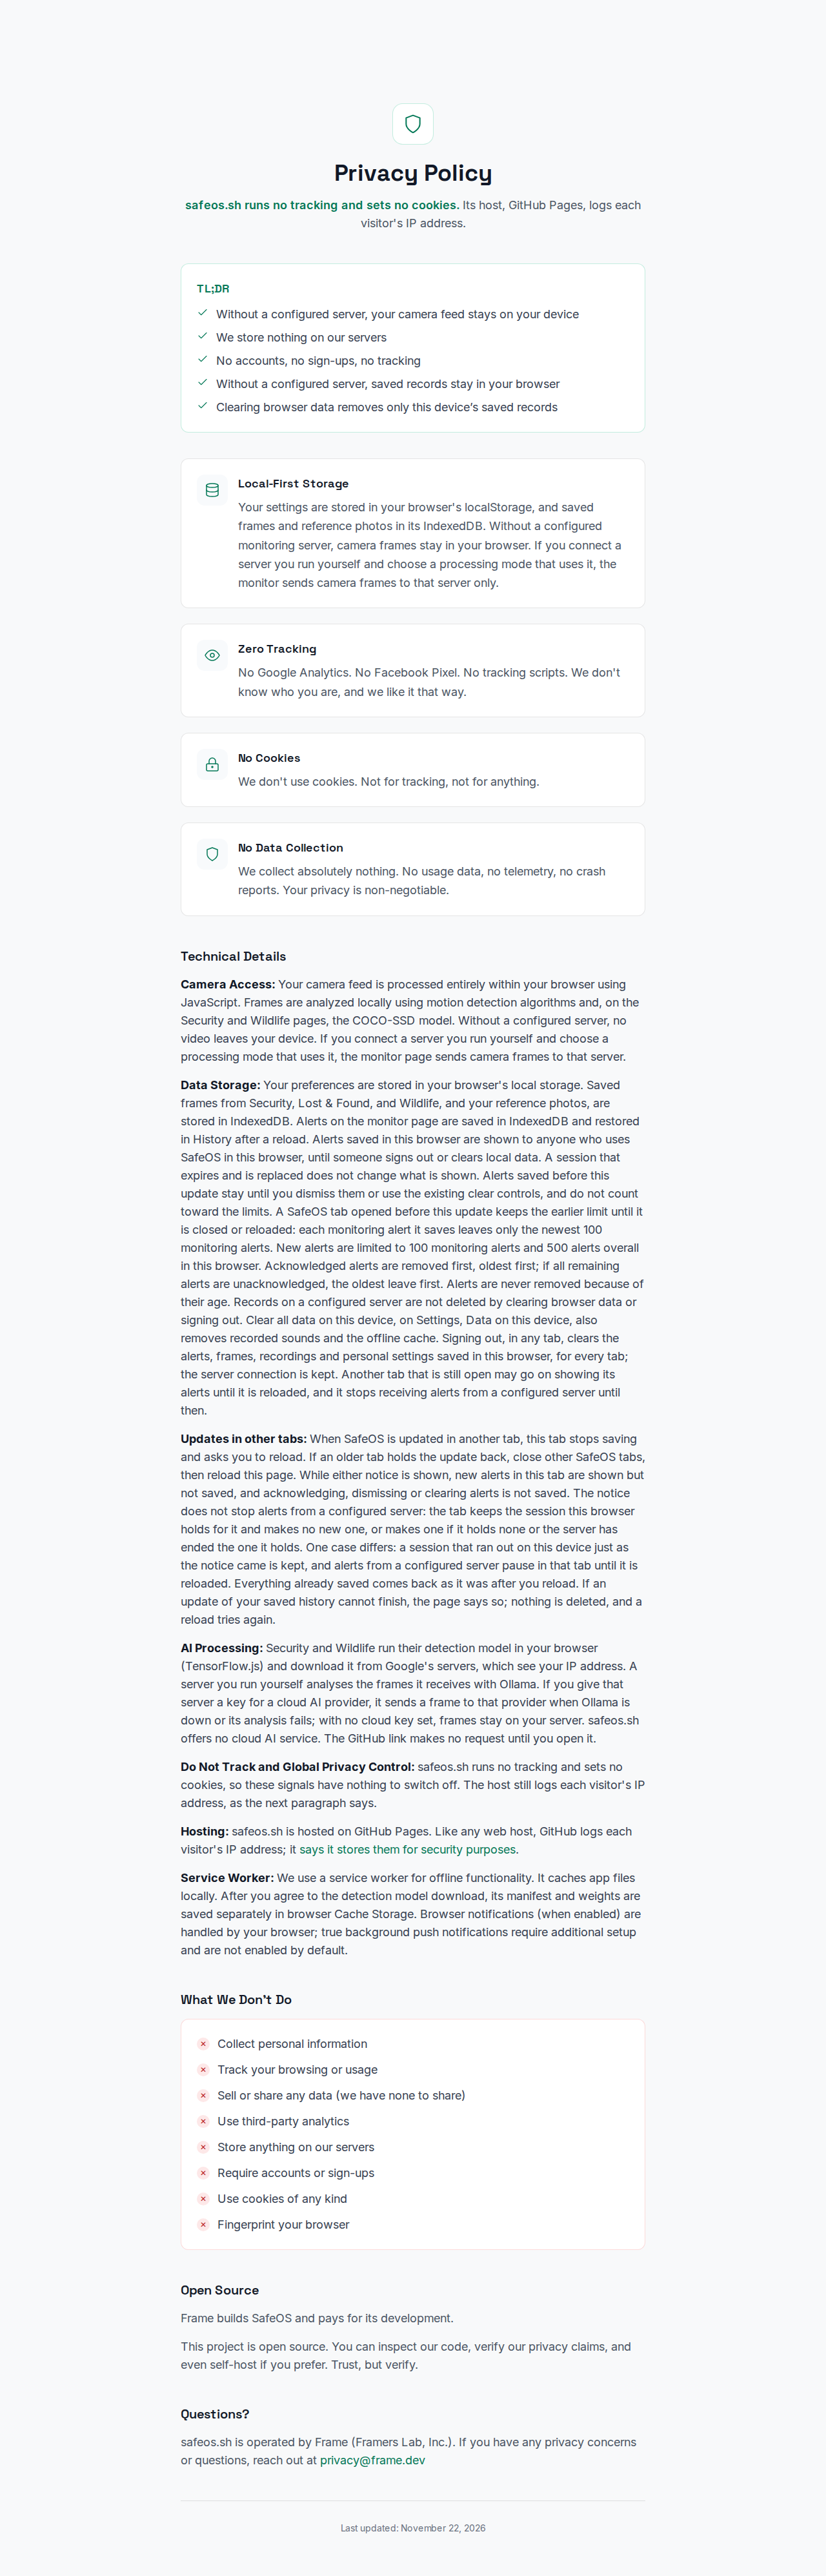 Privacy Policy
safeos.sh runs no tracking and sets no cookies. Its host, GitHub Pages, logs each
visitor's IP address.
TL;DR
Without a configured server, your camera feed stays on your device
We store nothing on our servers
No accounts, no sign-ups, no tracking
Without a configured server, saved records stay in your browser
Clearing browser data removes only this device's saved records
Local-First Storage
Your settings are stored in your browser's localStorage, and saved
frames and reference photos in its IndexedDB. Without a configured
monitoring server, camera frames stay in your browser. If you connect a
server you run yourself and choose a processing mode that uses it, the
monitor sends camera frames to that server only.
Zero Tracking
No Google Analytics. No Facebook Pixel. No tracking scripts. We don't
know who you are, and we like it that way.
No Cookies
We don't use cookies. Not for tracking, not for anything.
No Data Collection
We collect absolutely nothing. No usage data, no telemetry, no crash
reports. Your privacy is non-negotiable.
Technical Details
Camera Access: Your camera feed is processed entirely within your browser using
JavaScript. Frames are analyzed locally using motion detection algorithms and, on the
Security and Wildlife pages, the COCO-SSD model. Without a configured server, no
video leaves your device. If you connect a server you run yourself and choose a
processing mode that uses it, the monitor page sends camera frames to that server.
Data Storage: Your preferences are stored in your browser's local storage. Saved
frames from Security, Lost & Found, and Wildlife, and your reference photos, are
stored in IndexedDB. Alerts on the monitor page are saved in IndexedDB and restored
in History after a reload. Alerts saved in this browser are shown to anyone who uses
SafeOS in this browser, until someone signs out or clears local data. A session that
expires and is replaced does not change what is shown. Alerts saved before this
update stay until you dismiss them or use the existing clear controls, and do not count
toward the limits. A SafeOS tab opened before this update keeps the earlier limit until it
is closed or reloaded: each monitoring alert it saves leaves only the newest 100
monitoring alerts. New alerts are limited to 100 monitoring alerts and 500 alerts overall
in this browser. Acknowledged alerts are removed first, oldest first; if all remaining
alerts are unacknowledged, the oldest leave first. Alerts are never removed because of
their age. Records on a configured server are not deleted by clearing browser data or
signing out. Clear all data on this device, on Settings, Data on this device, also
removes recorded sounds and the offline cache. Signing out, in any tab, clears the
alerts, frames, recordings and personal settings saved in this browser, for every tab;
the server connection is kept. Another tab that is still open may go on showing its
alerts until it is reloaded, and it stops receiving alerts from a configured server until
then.
Updates in other tabs: When SafeOS is updated in another tab, this tab stops saving
and asks you to reload. If an older tab holds the update back, close other SafeOS tabs,
then reload this page. While either notice is shown, new alerts in this tab are shown but
not saved, and acknowledging, dismissing or clearing alerts is not saved. The notice
does not stop alerts from a configured server: the tab keeps the session this browser
holds for it and makes no new one, or makes one if it holds none or the server has
ended the one it holds. One case differs: a session that ran out on this device just as
the notice came is kept, and alerts from a configured server pause in that tab until it is
reloaded. Everything already saved comes back as it was after you reload. If an
update of your saved history cannot finish, the page says so; nothing is deleted, and a
reload tries again.
AI Processing: Security and Wildlife run their detection model in your browser
(TensorFlow.js) and download it from Google's servers, which see your IP address. A
server you run yourself analyses the frames it receives with Ollama. If you give that
server a key for a cloud AI provider, it sends a frame to that provider when Ollama is
down or its analysis fails; with no cloud key set, frames stay on your server. safeos.sh
offers no cloud AI service. The GitHub link makes no request until you open it.
Do Not Track and Global Privacy Control: safeos.sh runs no tracking and sets no
cookies, so these signals have nothing to switch off. The host still logs each visitor's IP
address, as the next paragraph says.
Hosting: safeos.sh is hosted on GitHub Pages. Like any web host, GitHub logs each
visitor's IP address; it says it stores them for security purposes.
Service Worker: We use a service worker for offline functionality. It caches app files
locally. After you agree to the detection model download, its manifest and weights are
saved separately in browser Cache Storage. Browser notifications (when enabled) are
handled by your browser; true background push notifications require additional setup
and are not enabled by default.
What We Don't Do
Collect personal information
Track your browsing or usage
Sell or share any data (we have none to share)
Use third-party analytics
Store anything on our servers
Require accounts or sign-ups
Use cookies of any kind
Fingerprint your browser
Open Source
Frame builds SafeOS and pays for its development.
This project is open source. You can inspect our code, verify our privacy claims, and
even self-host if you prefer. Trust, but verify.
Questions?
safeos.sh is operated by Frame (Framers Lab, Inc.). If you have any privacy concerns
or questions, reach out at privacy@frame.dev
Last updated: November 22, 2026